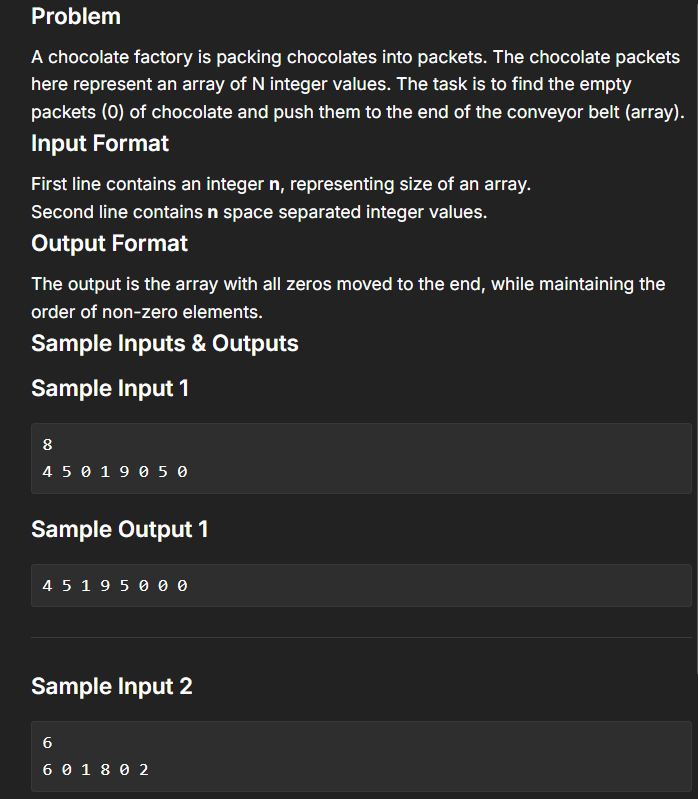 Problem
A chocolate factory is packing chocolates into packets. The chocolate packets
here represent an array of N integer values. The task is to find the empty
packets (0) of chocolate and push them to the end of the conveyor belt (array).
Input Format
First line contains an integer n, representing size of an array.
Second line contains n space separated integer values.
Output Format
The output is the array with all zeros moved to the end, while maintaining the
order of non-zero elements.
Sample Inputs & Outputs
Sample Input 1
8
4 5 0 1 9 0 5 0
Sample Output 1
4 5 1 9 5 0 0 0
Sample Input 2
6
6 0 1 8 0 2